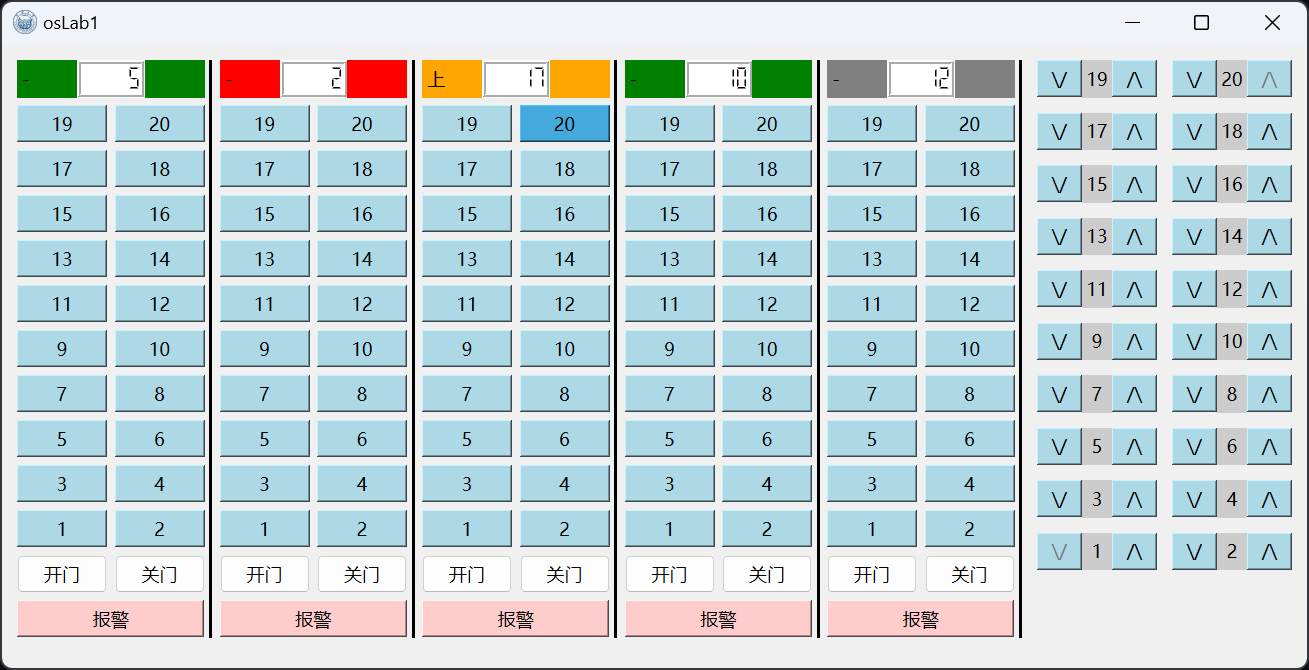 osLab1
- 5 - 2 上 17 - 10 - 12 \/ 19 /\ \/ 20 /\
19 20 19 20 19 20 19 20 19 20
\/ 17 /\ \/ 18 /\
17 18 17 18 17 18 17 18 17 18
\/ 15 /\ \/ 16 /\
15 16 15 16 15 16 15 16 15 16
\/ 13 /\ \/ 14 /\
13 14 13 14 13 14 13 14 13 14
\/ 11 /\ \/ 12 /\
11 12 11 12 11 12 11 12 11 12
\/ 9 /\ \/ 10 /\
9 10 9 10 9 10 9 10 9 10
\/ 7 /\ \/ 8 /\
7 8 7 8 7 8 7 8 7 8
5 6 5 6 5 6 5 6 5 6
\/ 5 /\ \/ 6 /\
3 4 3 4 3 4 3 4 3 4
\/ 3 /\ \/ 4 /\
1 2 1 2 1 2 1 2 1 2
\/ 1 /\ \/ 2 /\
开门 关门 开门 关门 开门 关门 开门 关门 开门 关门
报警 报警 报警 报警 报警